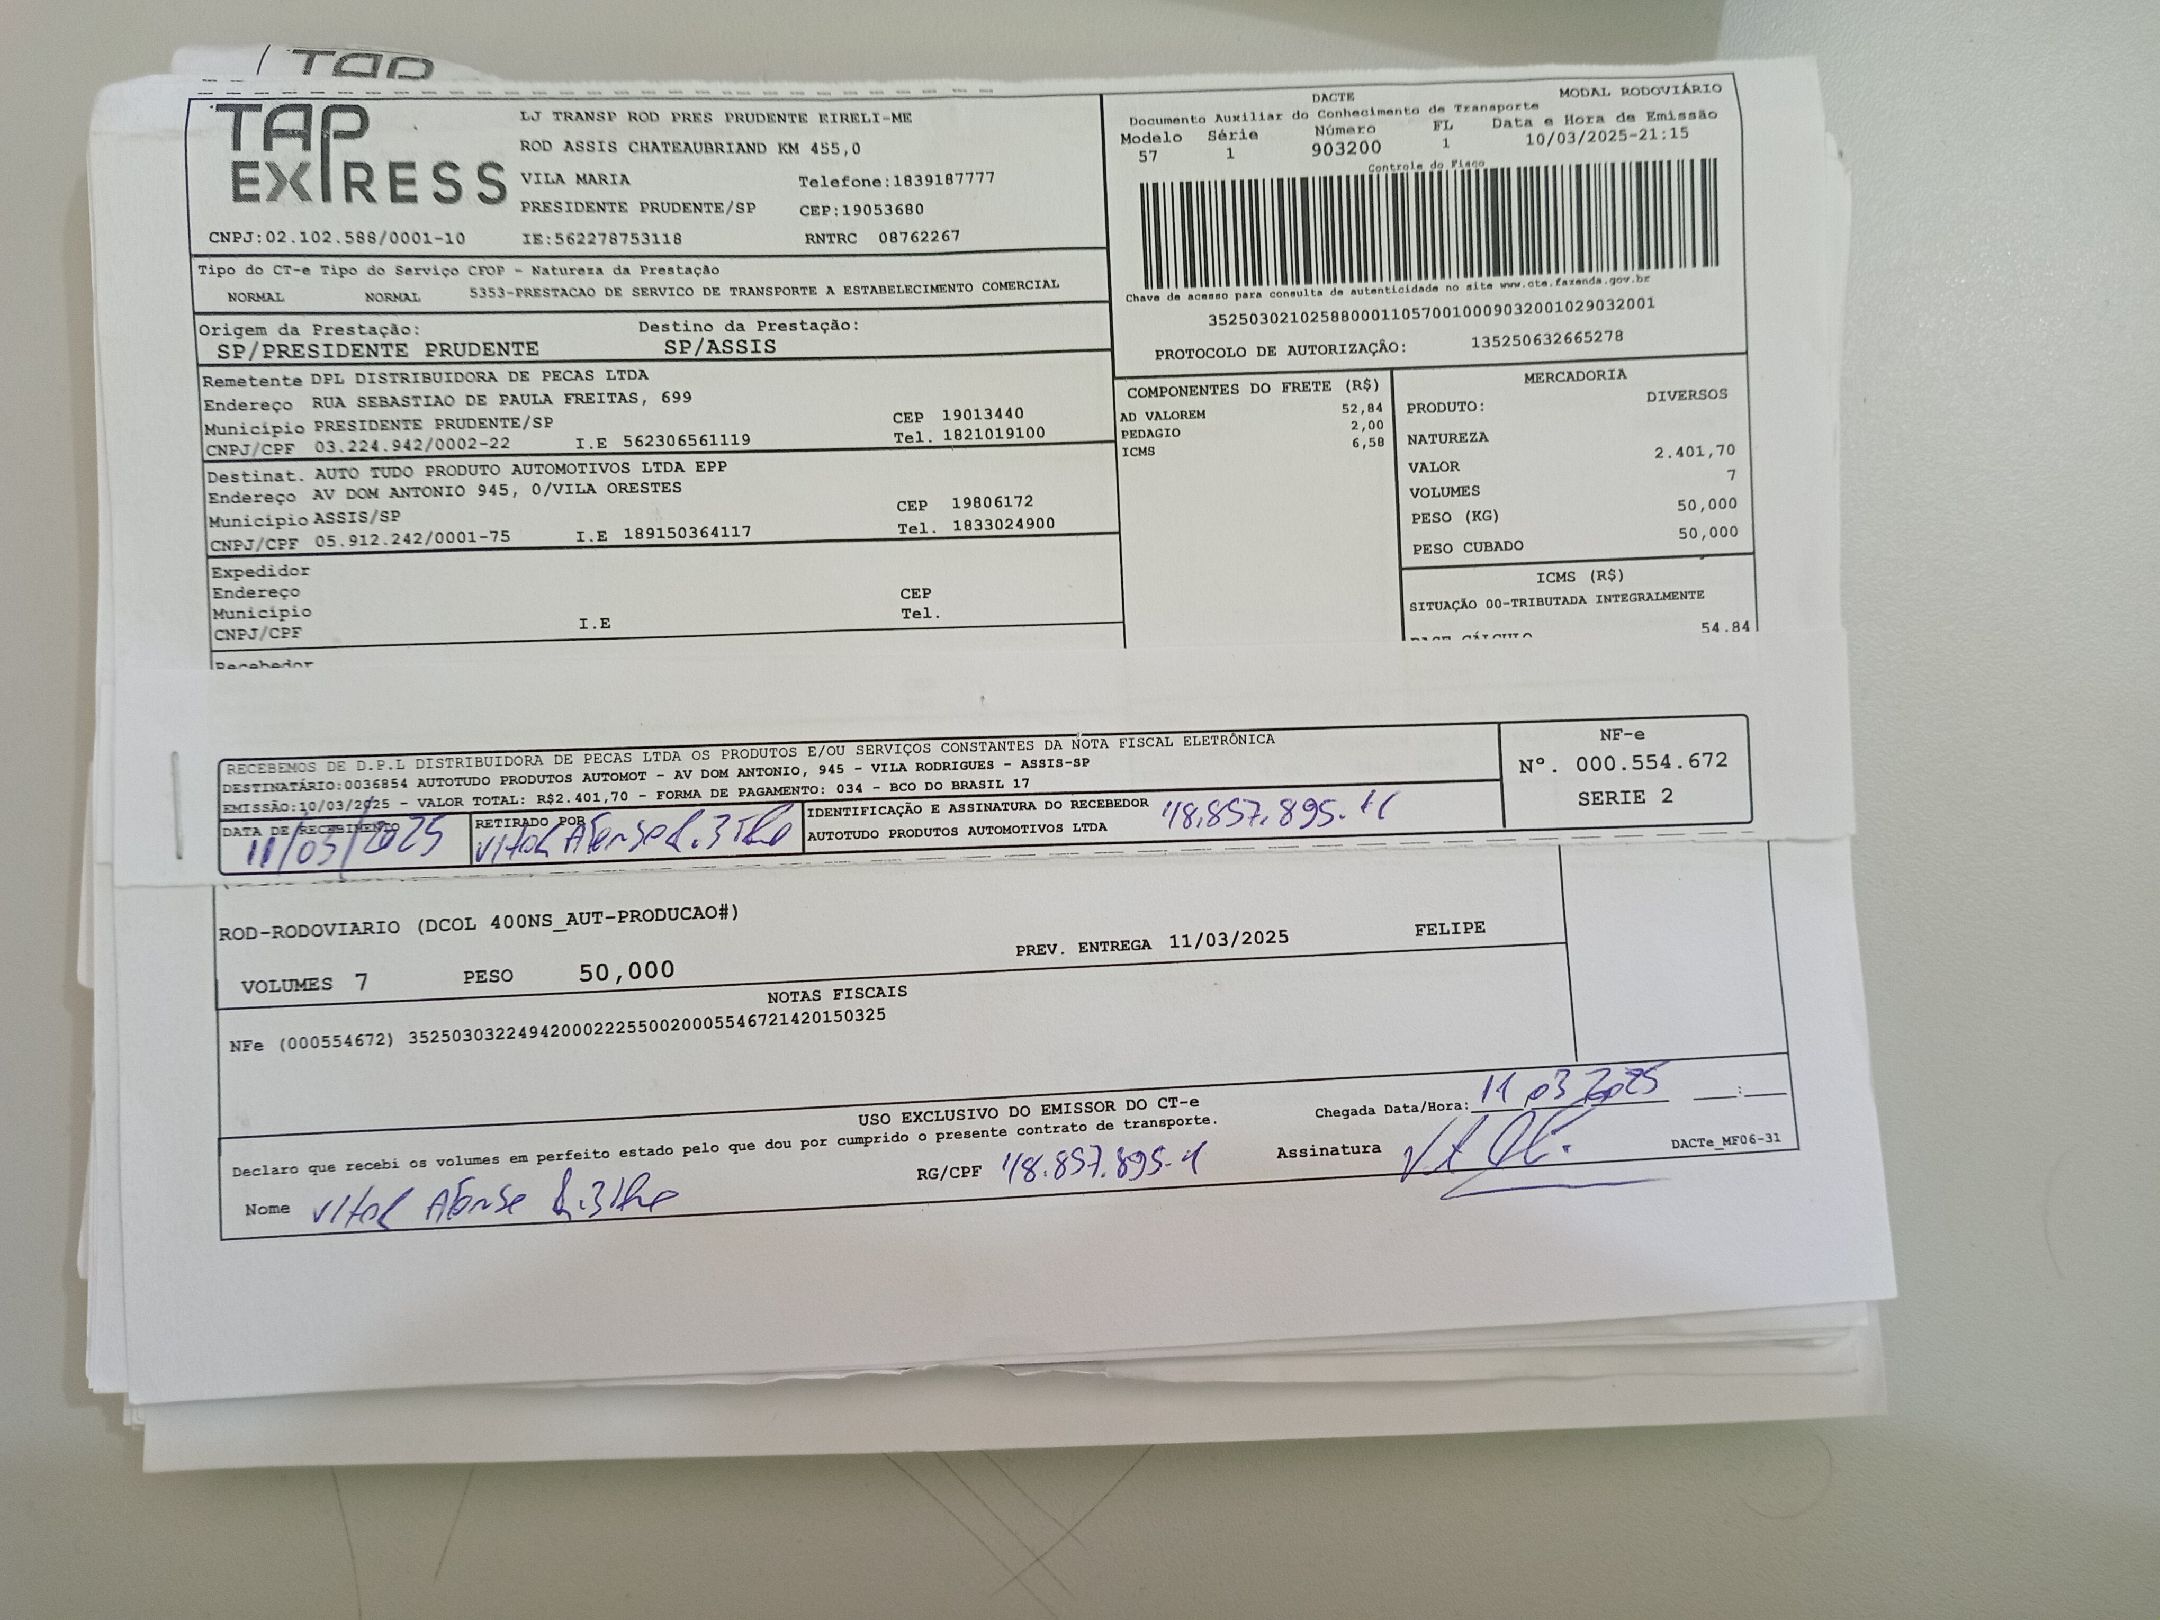 TAP
TAP EXPRESS
LJ TRANSP ROD PRES PRUDENTE EIRELI-ME
ROD ASSIS CHATEAUBRIAND KM 455,0
VILA MARIA Telefone:1839187777
PRESIDENTE PRUDENTE/SP CEP:19053680
CNPJ:02.102.588/0001-10 IE:562278753118 RNTRC 08762267
DACTE MODAL RODOVIÁRIO
Documento Auxiliar do Conhecimento de Transporte
Modelo Série Número FL Data e Hora de Emissão
57 1 903200 1 10/03/2025-21:15
Controle do Fisco
Chave de acesso para consulta de autenticidade no site www.cte.fazenda.gov.br
35250302102588000110570010009032001029032001
PROTOCOLO DE AUTORIZAÇÃO: 135250632665278
Tipo do CT-e Tipo do Serviço CFOP - Natureza da Prestação
NORMAL NORMAL 5353-PRESTACAO DE SERVICO DE TRANSPORTE A ESTABELECIMENTO COMERCIAL
Origem da Prestação: Destino da Prestação:
SP/PRESIDENTE PRUDENTE SP/ASSIS
Remetente DPL DISTRIBUIDORA DE PECAS LTDA
Endereço RUA SEBASTIAO DE PAULA FREITAS, 699
Município PRESIDENTE PRUDENTE/SP CEP 19013440
CNPJ/CPF 03.224.942/0002-22 I.E 562306561119 Tel. 1821019100
Destinat. AUTO TUDO PRODUTO AUTOMOTIVOS LTDA EPP
Endereço AV DOM ANTONIO 945, 0/VILA ORESTES
Município ASSIS/SP CEP 19806172
CNPJ/CPF 05.912.242/0001-75 I.E 189150364117 Tel. 1833024900
Expedidor
Endereço CEP
Município Tel.
CNPJ/CPF I.E
Recebedor
COMPONENTES DO FRETE (R$)
AD VALOREM 52,84
PEDAGIO 2,00
ICMS 6,58
MERCADORIA
PRODUTO: DIVERSOS
NATUREZA
VALOR 2.401,70
VOLUMES 7
PESO (KG) 50,000
PESO CUBADO 50,000
ICMS (R$)
SITUAÇÃO 00-TRIBUTADA INTEGRALMENTE
BASE CÁLCULO 54.84
RECEBEMOS DE D.P.L DISTRIBUIDORA DE PECAS LTDA OS PRODUTOS E/OU SERVIÇOS CONSTANTES DA NOTA FISCAL ELETRÔNICA
DESTINATÁRIO:0036854 AUTOTUDO PRODUTOS AUTOMOT - AV DOM ANTONIO, 945 - VILA RODRIGUES - ASSIS-SP
EMISSÃO:10/03/2025 - VALOR TOTAL: R$2.401,70 - FORMA DE PAGAMENTO: 034 - BCO DO BRASIL 17
DATA DE RECEBIMENTO RETIRADO POR IDENTIFICAÇÃO E ASSINATURA DO RECEBEDOR
11/03/2025 Vitor AUTOTUDO PRODUTOS AUTOMOTIVOS LTDA 48.857.895.
NF-e
Nº. 000.554.672
SERIE 2
ROD-RODOVIARIO (DCOL 400NS_AUT-PRODUCAO#)
PREV. ENTREGA 11/03/2025 FELIPE
VOLUMES 7 PESO 50,000
NOTAS FISCAIS
NFe (000554672) 35250303224942000222550020005546721420150325
USO EXCLUSIVO DO EMISSOR DO CT-e
Chegada Data/Hora: 11 03 2025 :
Declaro que recebi os volumes em perfeito estado pelo que dou por cumprido o presente contrato de transporte.
Nome Vitor RG/CPF 48.857.895- Assinatura
DACTe_MF06-31